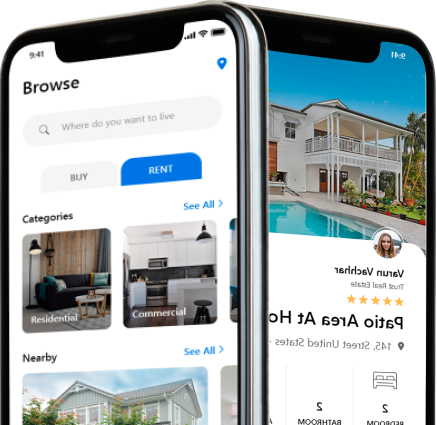 9:41
Browse
Where do you want to live
BUY
RENT
Categories
See All
Residential
Commercial
Nearby
See All
9:41
Varun Vachhar
Trust Real Estate
Patio Area At Ho
145, Street United States -
2
BEDROOM
2
BATHROOM